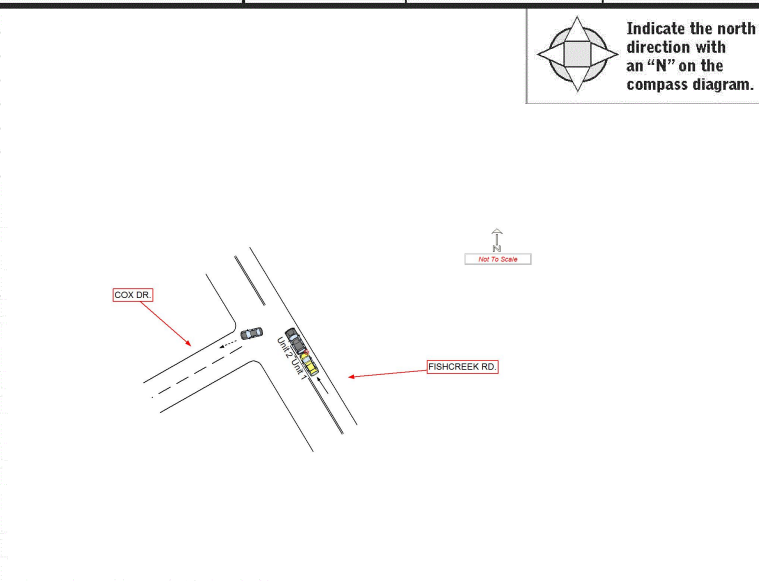 Indicate the north
direction with
an “N” on the
compass diagram.
N
Not To Scale
COX DR.
Unit 2
Unit 1
FISHCREEK RD.